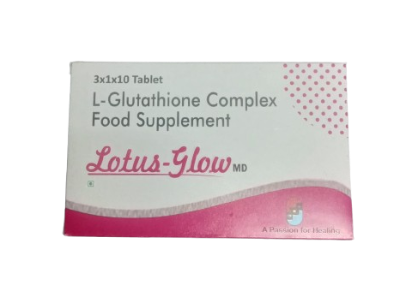 3x1x10 Tablet
L-Glutathione Complex
Food Supplement
Lotus-Glow MD
A Passion for Healing